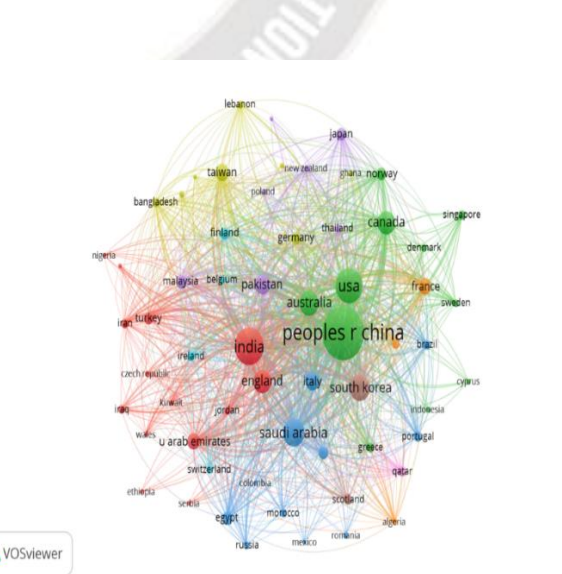 TION
lebanon
japan
taiwan
new zealand
ghana
norway
poland
bangladesh
singapore
canada
finland
thailand
germany
denmark
nigeria
malaysia
belgium
pakistan
usa
france
australia
sweden
iran
turkey
peoples r china
india
brazil
ireland
czech republic
england
italy
south korea
cyprus
iraq
kuwait
jordan
indonesia
wales
u arab emirates
saudi arabia
portugal
greece
switzerland
qatar
colombia
ethiopia
serbia
scotland
egypt
morocco
algeria
romania
russia
mexico
VOSviewer